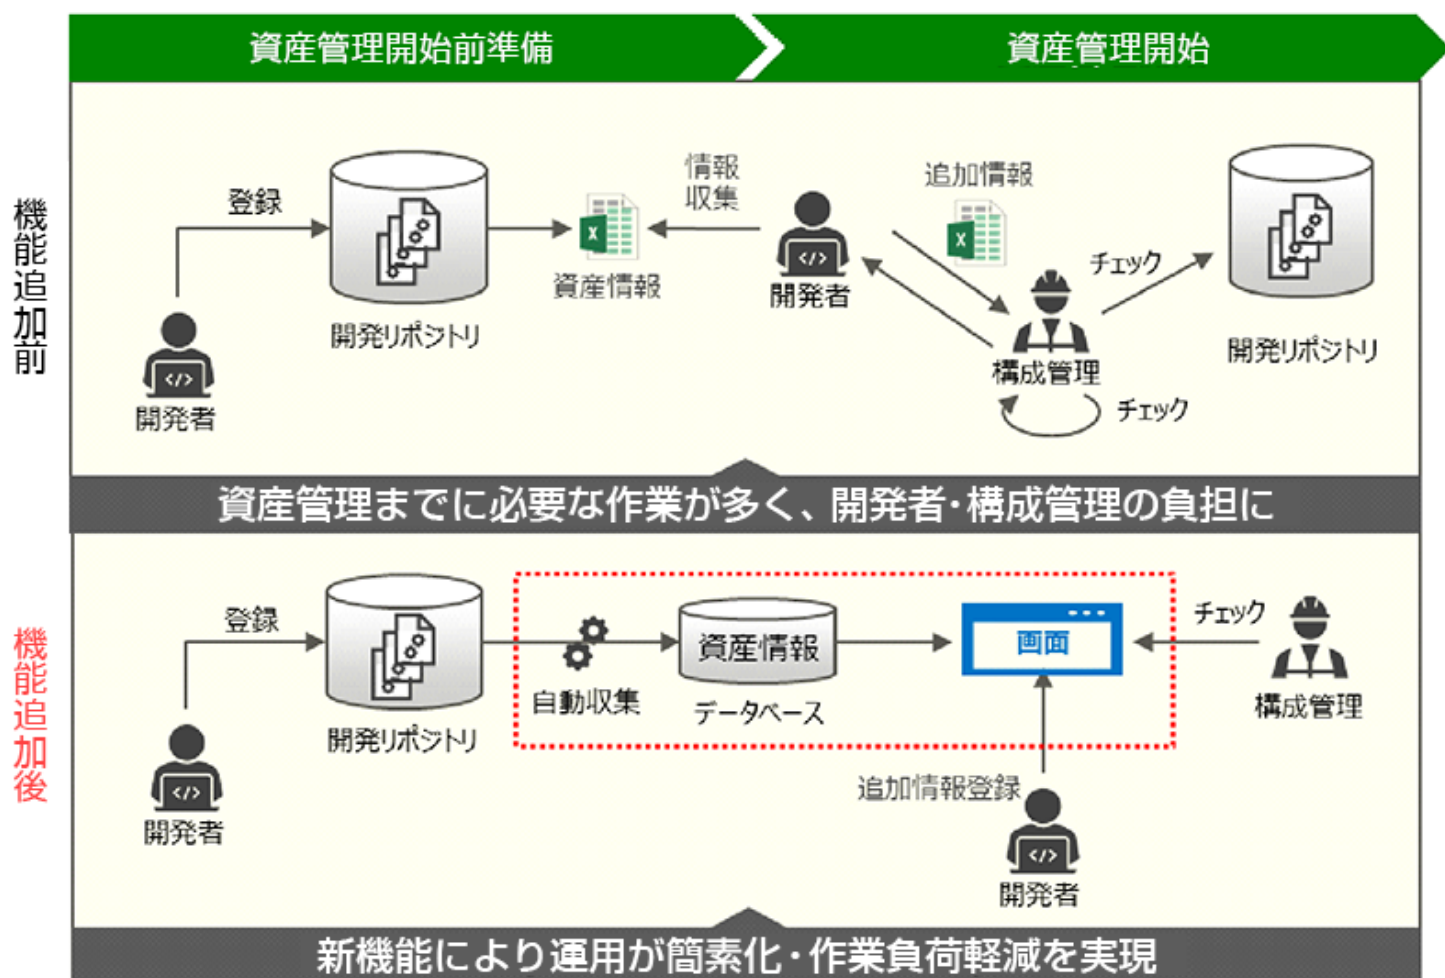 資産管理開始前準備
資産管理開始
機能追加前
登録
開発者
開発リポジトリ
資産情報
情報
収集
開発者
追加情報
構成管理
チェック
チェック
開発リポジトリ
資産管理までに必要な作業が多く、開発者・構成管理の負担に
機能追加後
登録
開発者
開発リポジトリ
自動収集
資産情報
データベース
画面
チェック
構成管理
追加情報登録
開発者
新機能により運用が簡素化・作業負荷軽減を実現